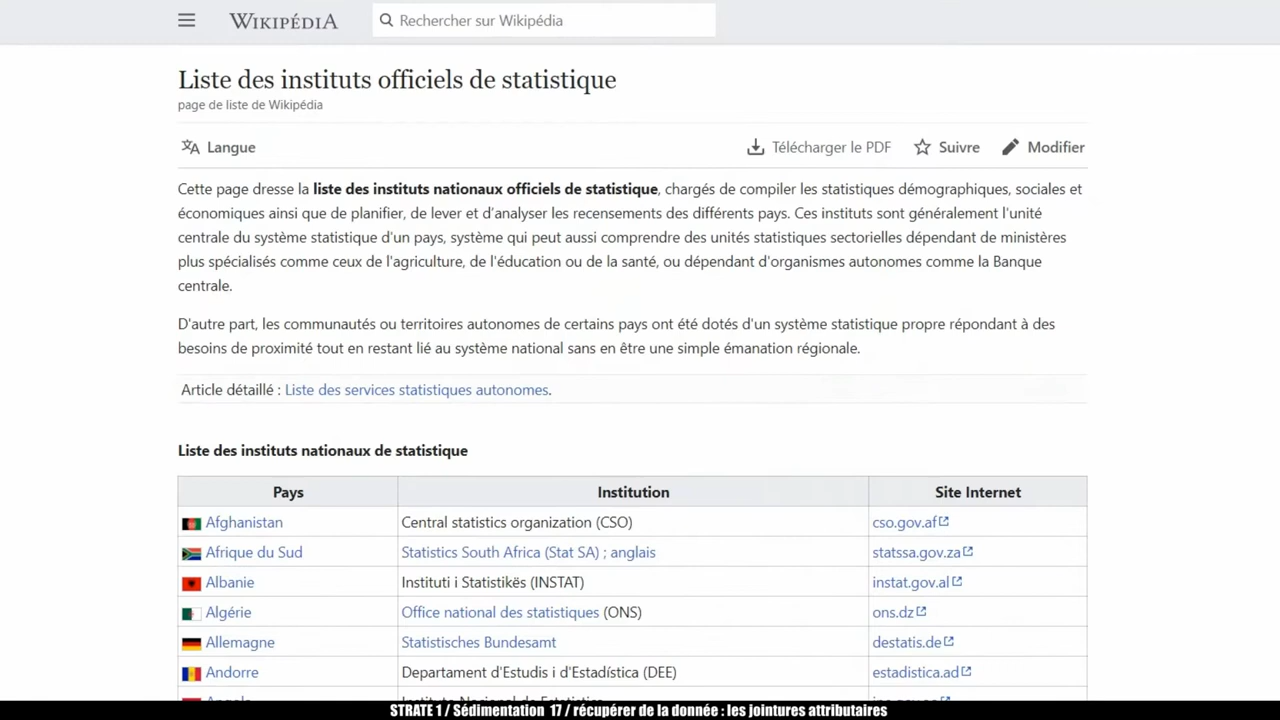 WIKIPÉDIA
Rechercher sur Wikipédia
Liste des instituts officiels de statistique
page de liste de Wikipédia
Langue
Télécharger le PDF
Suivre
Modifier
Cette page dresse la liste des instituts nationaux officiels de statistique, chargés de compiler les statistiques démographiques, sociales et
économiques ainsi que de planifier, de lever et d'analyser les recensements des différents pays. Ces instituts sont généralement l'unité
centrale du système statistique d'un pays, système qui peut aussi comprendre des unités statistiques sectorielles dépendant de ministères
plus spécialisés comme ceux de l'agriculture, de l'éducation ou de la santé, ou dépendant d'organismes autonomes comme la Banque
centrale.
D'autre part, les communautés ou territoires autonomes de certains pays ont été dotés d'un système statistique propre répondant à des
besoins de proximité tout en restant lié au système national sans en être une simple émanation régionale.
Article détaillé : Liste des services statistiques autonomes.
Liste des instituts nationaux de statistique
Pays Institution Site Internet
Afghanistan Central statistics organization (CSO) cso.gov.af
Afrique du Sud Statistics South Africa (Stat SA) ; anglais statssa.gov.za
Albanie Instituti i Statistikës (INSTAT) instat.gov.al
Algérie Office national des statistiques (ONS) ons.dz
Allemagne Statistisches Bundesamt destatis.de
Andorre Departament d'Estudis i d'Estadística (DEE) estadistica.ad
STRATE 1 / Sédimentation 17 / récupérer de la donnée : les jointures attributaires